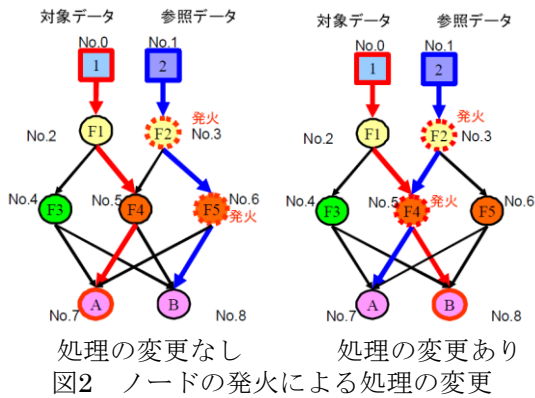 対象データ 参照データ 対象データ 参照データ
No.0 No.1 No.0 No.1
1 2 1 2
発火 発火
No.2 F1 F2 No.3 No.2 F1 F2 No.3
No.4 No.5 No.6 No.4 No.5 発火 No.6
F3 F4 F5 発火 F3 F4 F5
A B A B
No.7 No.8 No.7 No.8
処理の変更なし 処理の変更あり
図2 ノードの発火による処理の変更